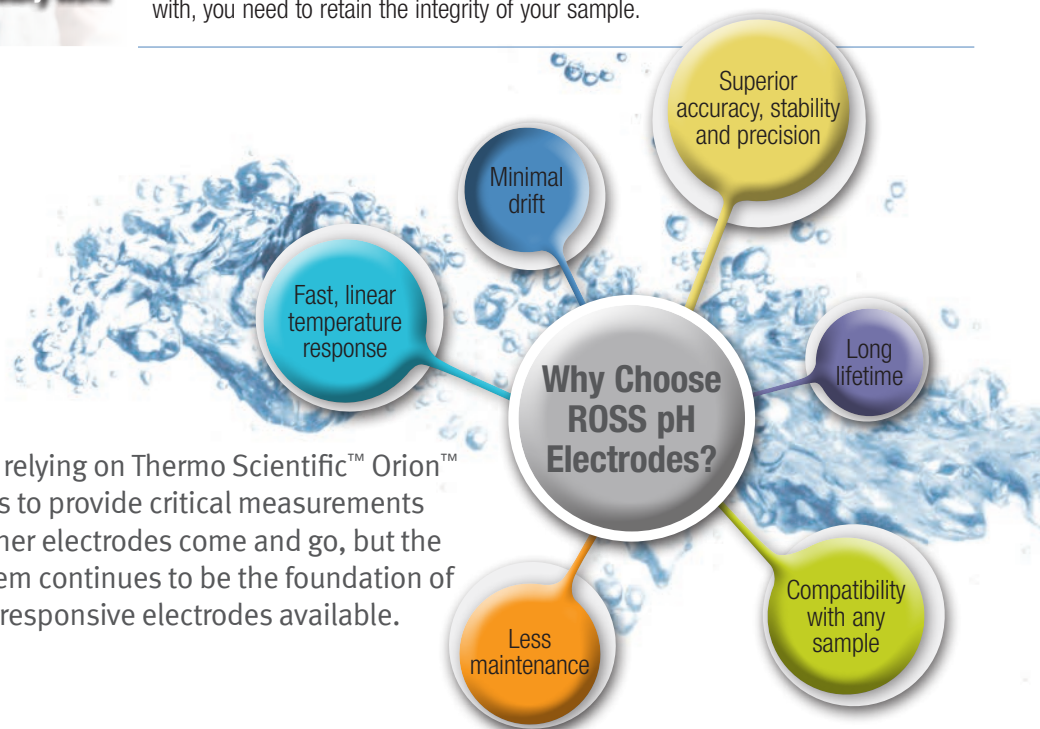 with, you need to retain the integrity of your sample.
Superior
accuracy, stability
and precision
Minimal
drift
Fast, linear
temperature
response
Long
lifetime
Why Choose
ROSS pH
Electrodes?
relying on Thermo Scientific™ Orion™
to provide critical measurements
electrodes come and go, but the
continues to be the foundation of
responsive electrodes available.
Compatibility
with any
sample
Less
maintenance